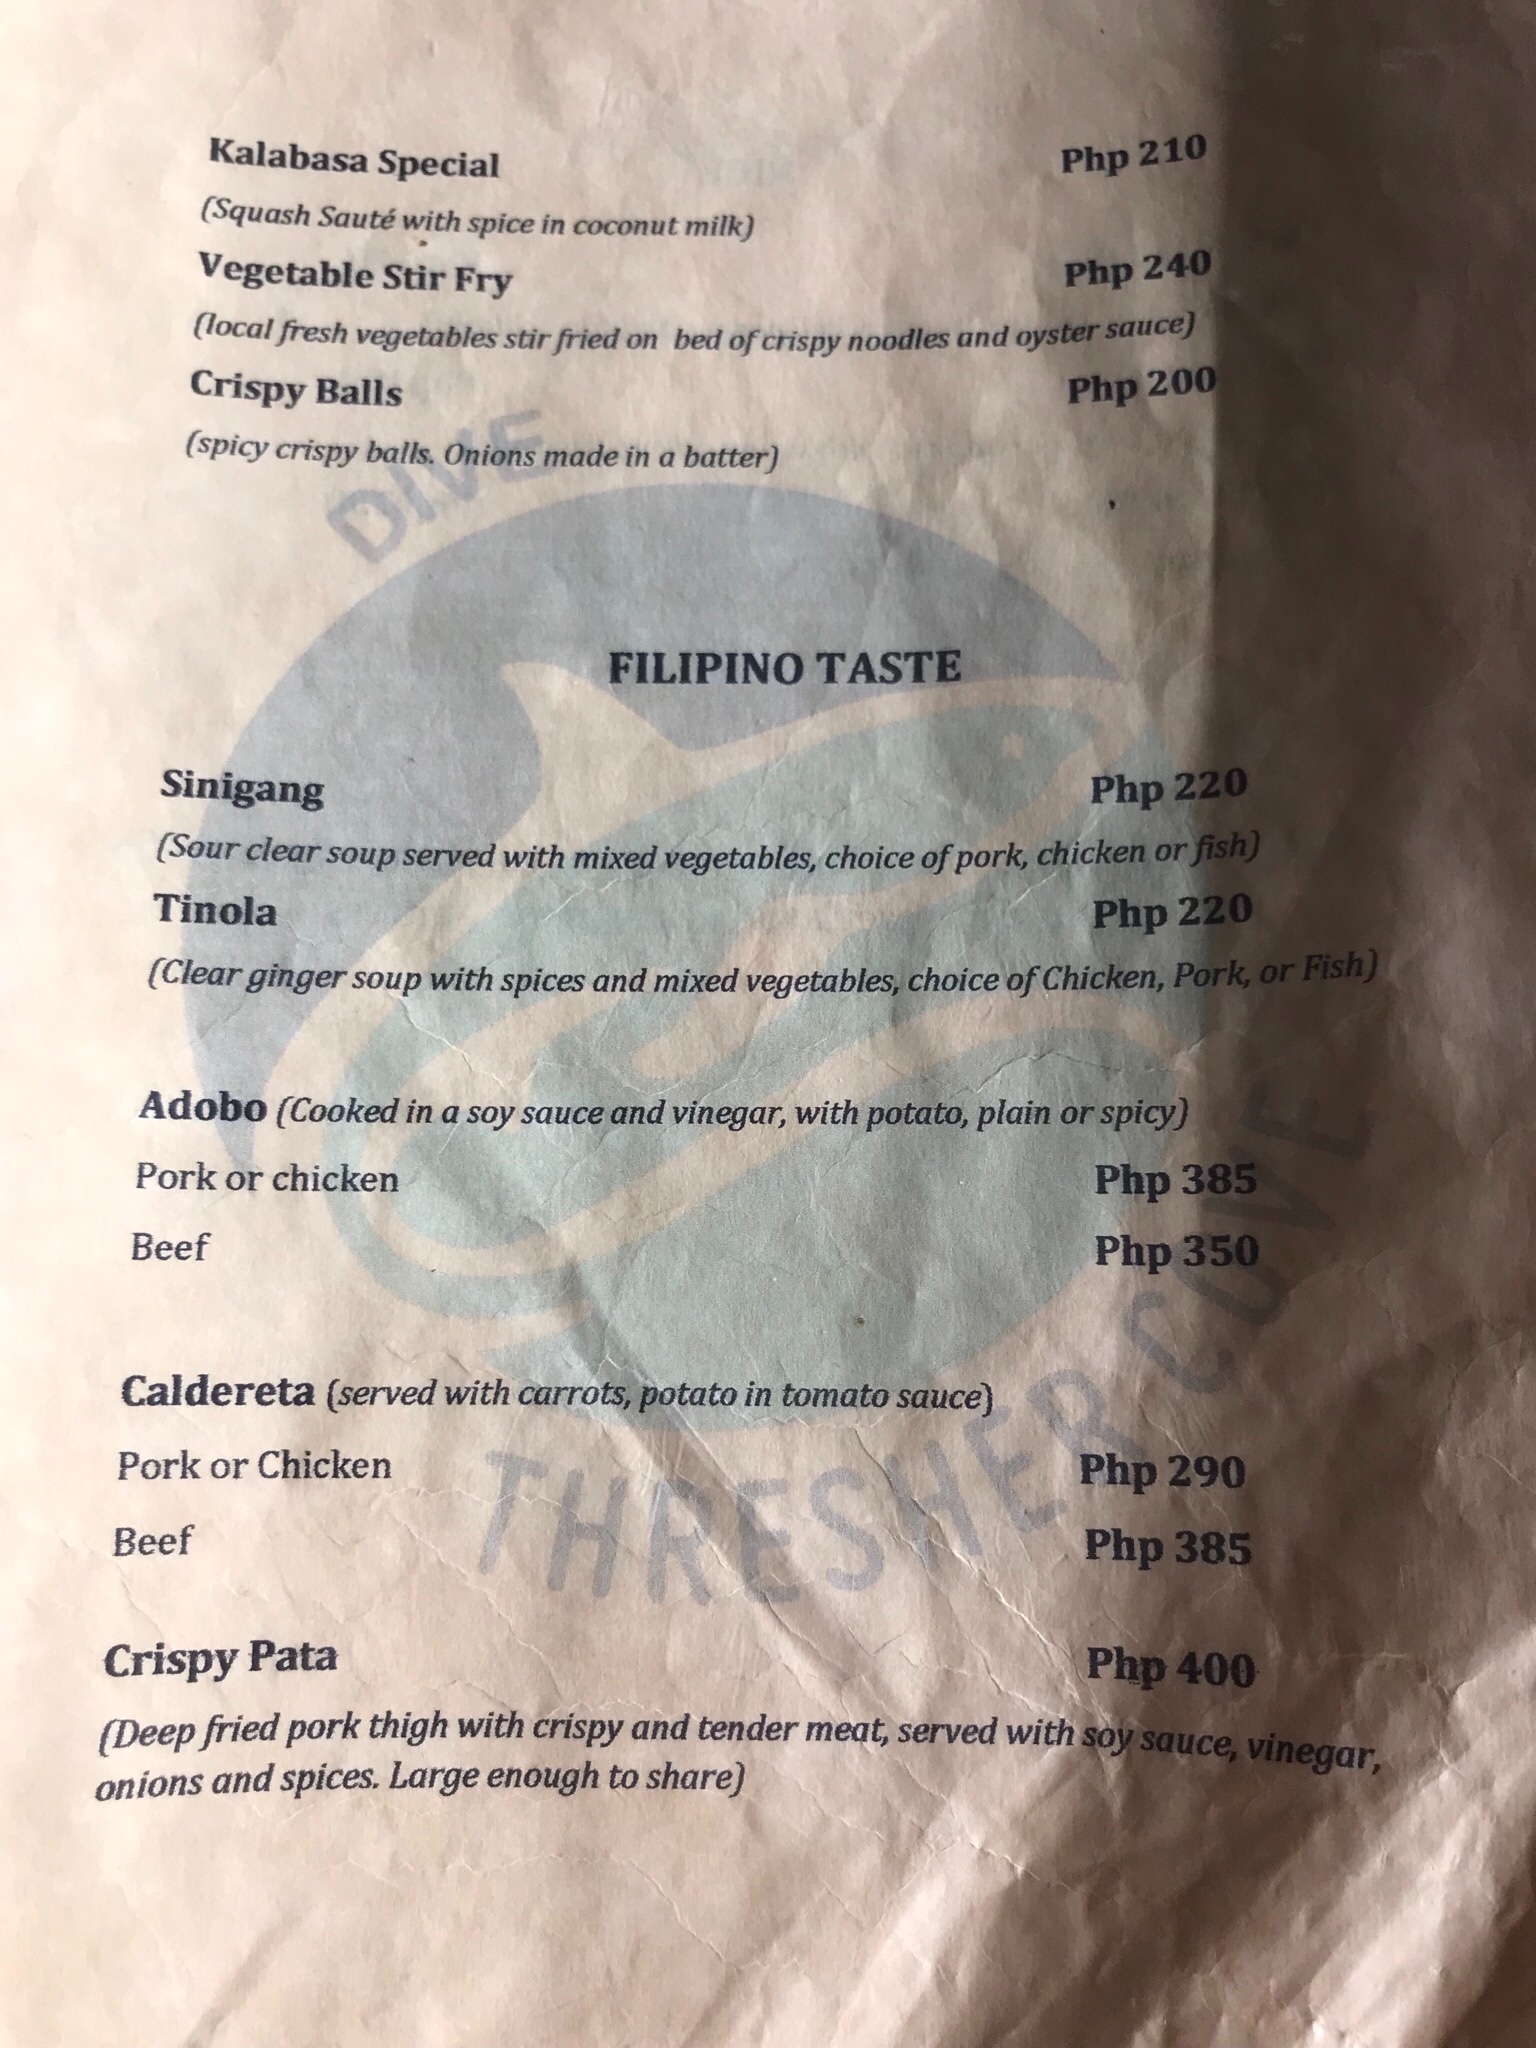 Kalabasa Special Php 210
(Squash Sauté with spice in coconut milk)
Vegetable Stir Fry Php 240
(local fresh vegetables stir fried on bed of crispy noodles and oyster sauce)
Crispy Balls Php 200
(spicy crispy balls. Onions made in a batter)
DIVE
FILIPINO TASTE
Sinigang Php 220
(Sour clear soup served with mixed vegetables, choice of pork, chicken or fish)
Tinola Php 220
(Clear ginger soup with spices and mixed vegetables, choice of Chicken, Pork, or Fish)
Adobo (Cooked in a soy sauce and vinegar, with potato, plain or spicy)
Pork or chicken Php 385
Beef Php 350
Caldereta (served with carrots, potato in tomato sauce)
Pork or Chicken Php 290
Beef Php 385
THRESHER COVE
Crispy Pata Php 400
(Deep fried pork thigh with crispy and tender meat, served with soy sauce, vinegar,
onions and spices. Large enough to share)